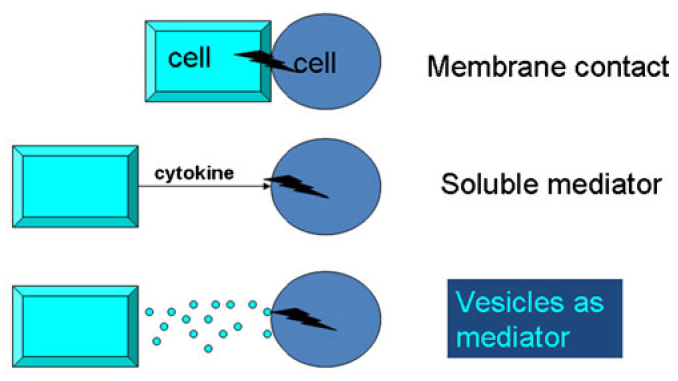 cell
cell
Membrane contact
cytokine
Soluble mediator
Vesicles as
mediator